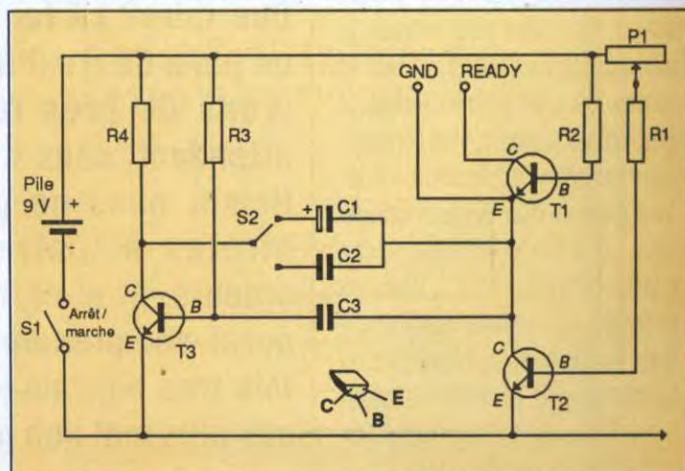 P1
GND READY
R4 R3 R2 R1
Pile
9 V
C
B
T1
E
S2 + C1
C2
C3
S1 Arrêt/
marche
C
B
E
T3
C
B
E
T2
C
B
E